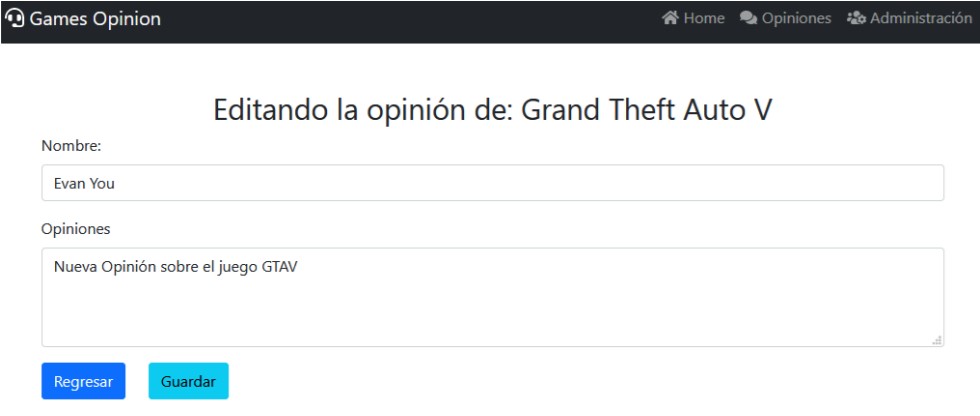 Games Opinion Home Opiniones Administración
Editando la opinión de: Grand Theft Auto V
Nombre:
Evan You
Opiniones
Nueva Opinión sobre el juego GTAV
Regresar Guardar